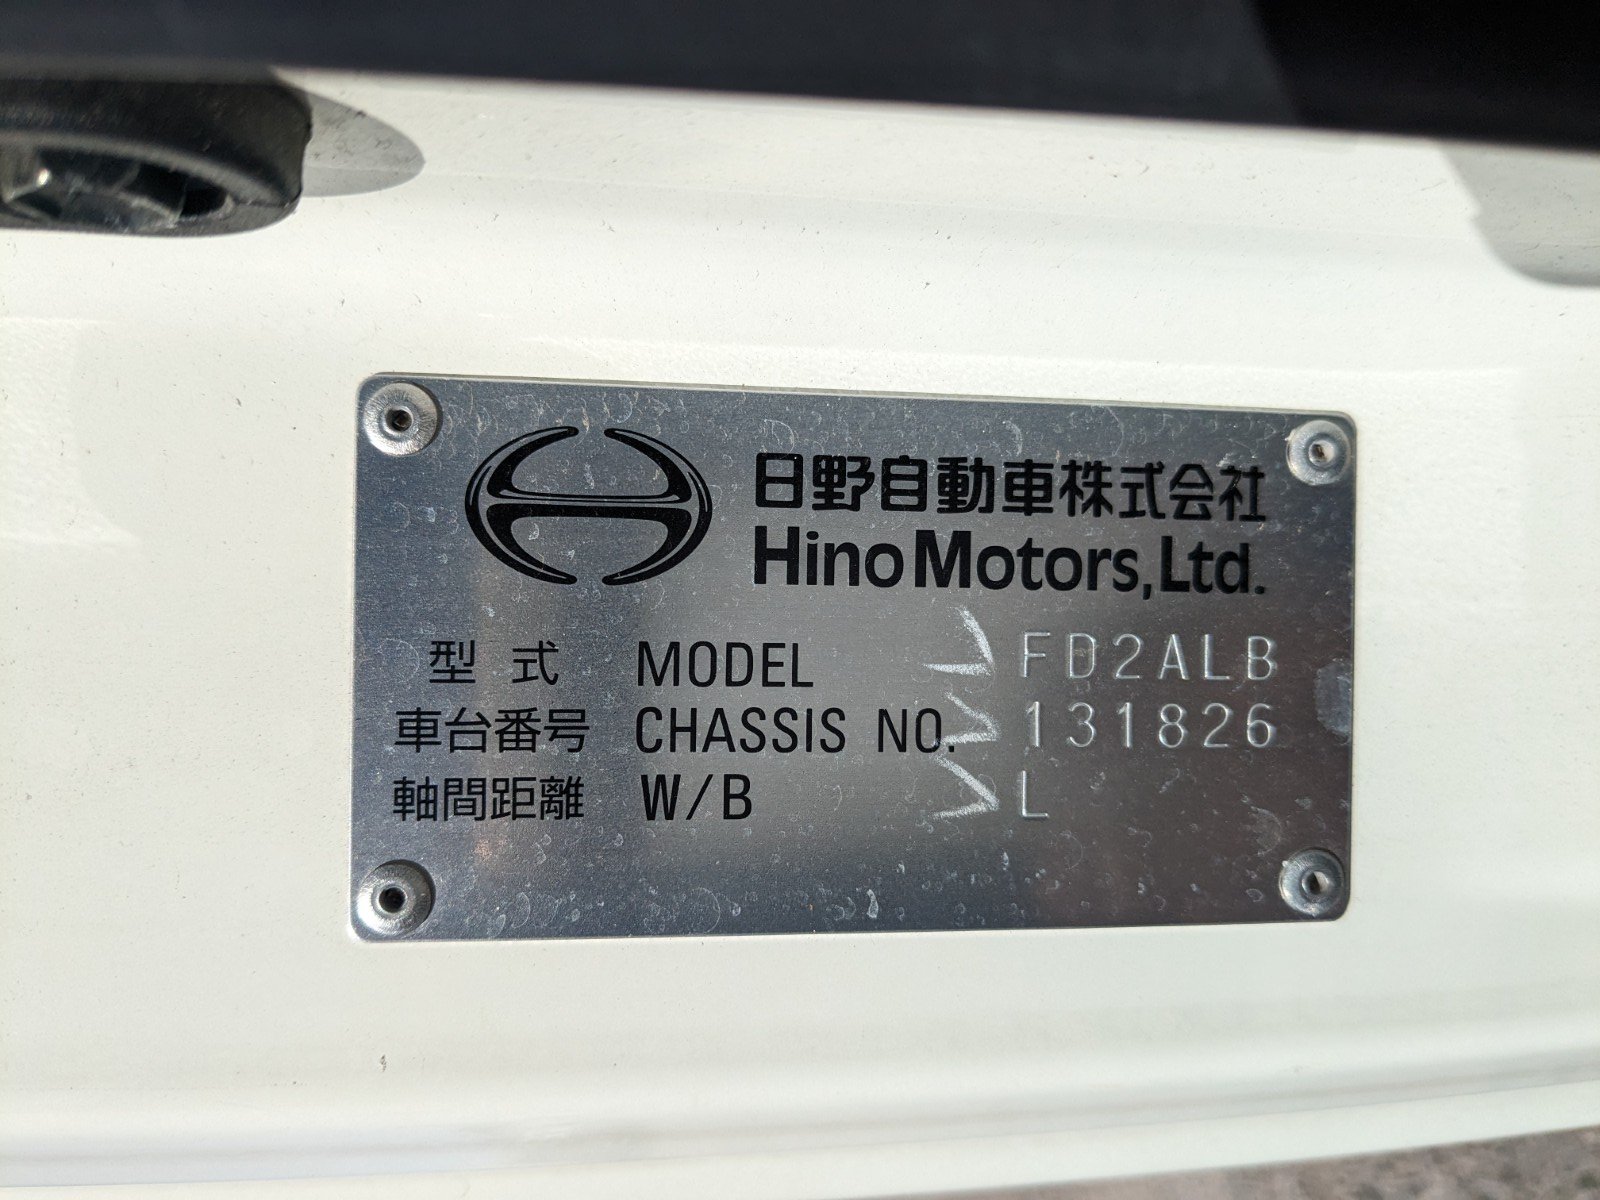 日野自動車株式会社
Hino Motors,Ltd.
型式 MODEL FD2ALB
車台番号 CHASSIS NO. 131826
軸間距離 W/B L